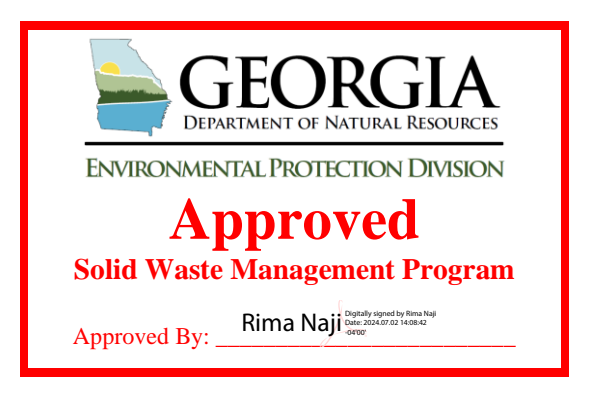 GEORGIA
DEPARTMENT OF NATURAL RESOURCES
ENVIRONMENTAL PROTECTION DIVISION
Approved
Solid Waste Management Program
Approved By: Rima Naji
Digitally signed by Rima Naji
Date: 2024.07.02 14:08:42
-04'00'